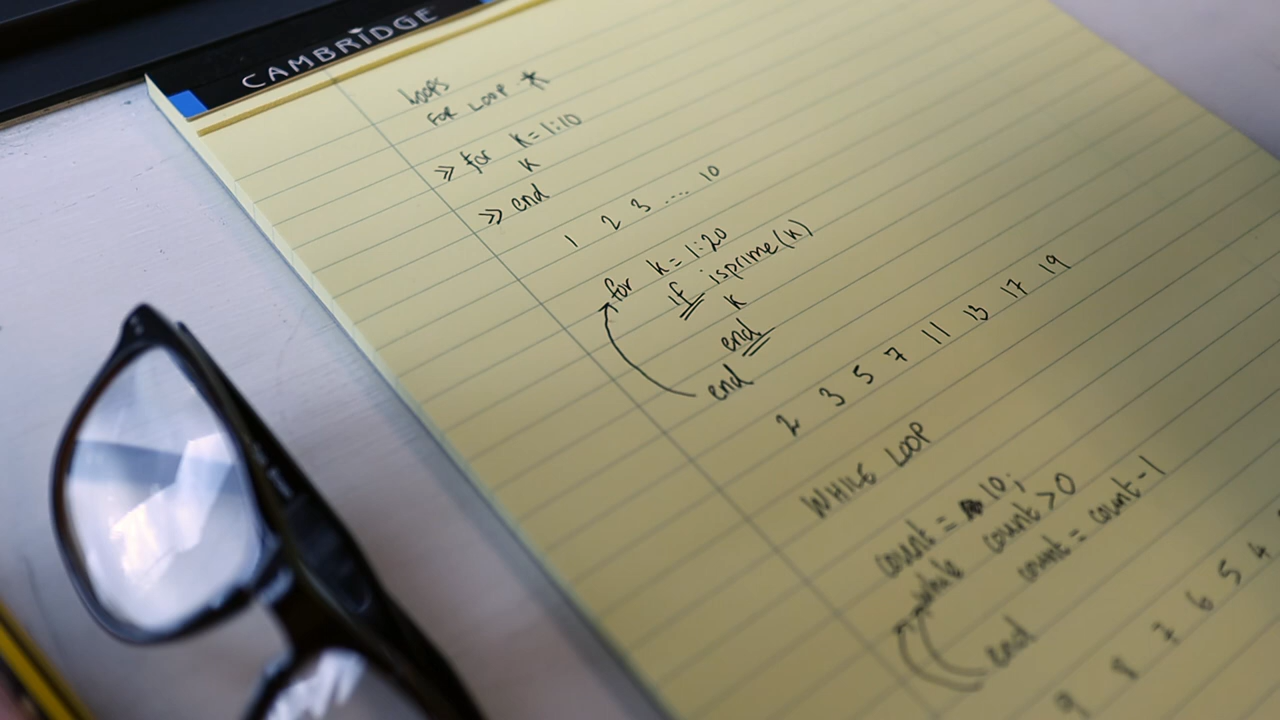 CAMBRIDGE
loops
FOR LOOP *
>> for k=1:10
k
>> end
1 2 3 .... 10
for k=1:20
if isprime(k)
k
end
end
2 3 5 7 11 13 17 19
WHILE LOOP
count = 10;
while count > 0
count = count-1
end
9 8 7 6 5 4